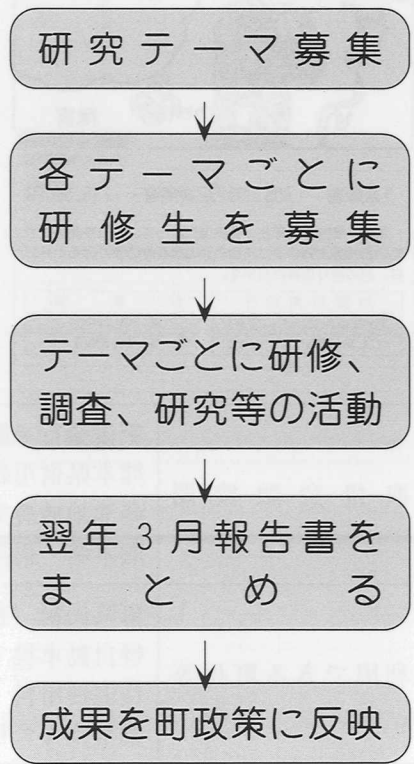 研究テーマ募集
各テーマごとに
研修生を募集
テーマごとに研修、
調査、研究等の活動
翌年3月報告書を
まとめる
成果を町政策に反映